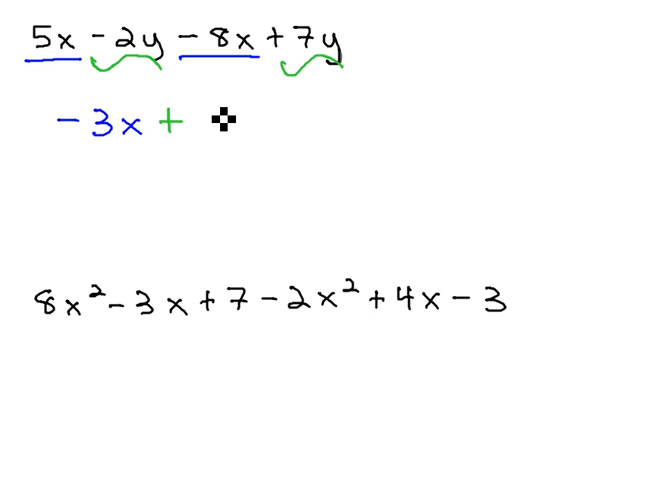 5x - 2y - 8x + 7y
- 3x +
8x² - 3x + 7 - 2x² + 4x - 3